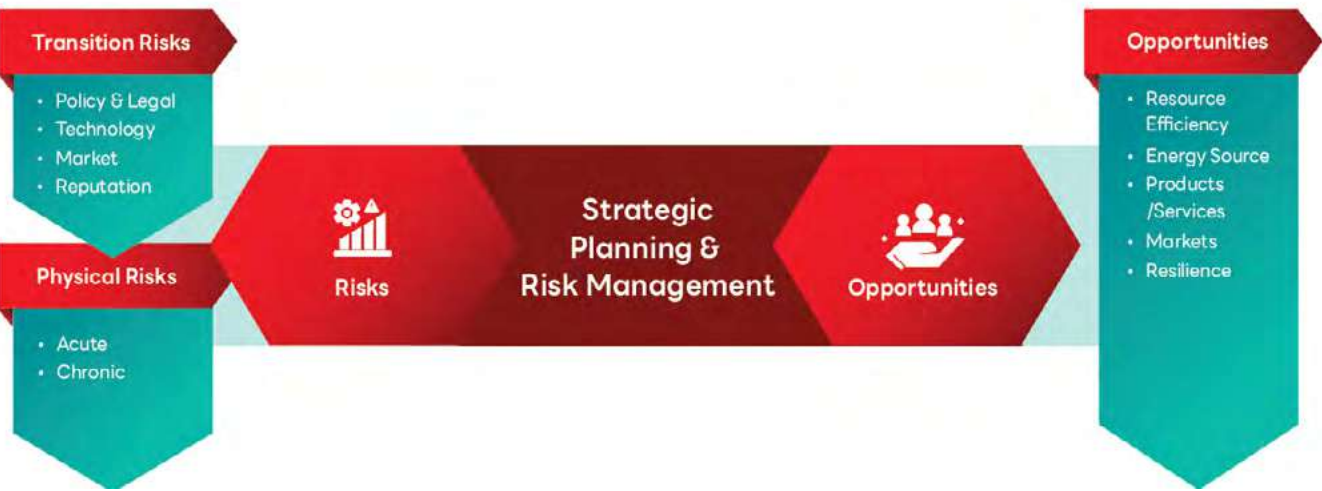 Transition Risks
• Policy & Legal
• Technology
• Market
• Reputation
Physical Risks
• Acute
• Chronic
Risks
Strategic
Planning &
Risk Management
Opportunities
Opportunities
• Resource
Efficiency
• Energy Source
• Products
/Services
• Markets
• Resilience